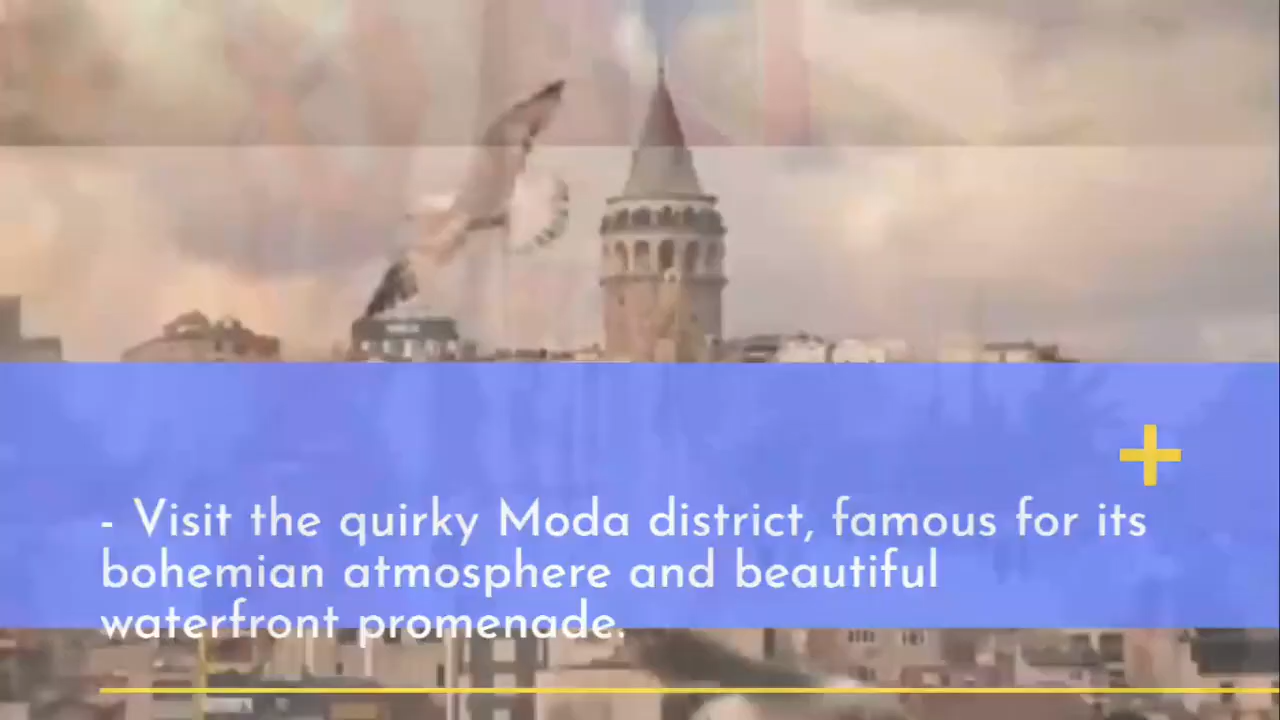 - Visit the quirky Moda district, famous for its
bohemian atmosphere and beautiful
waterfront promenade.